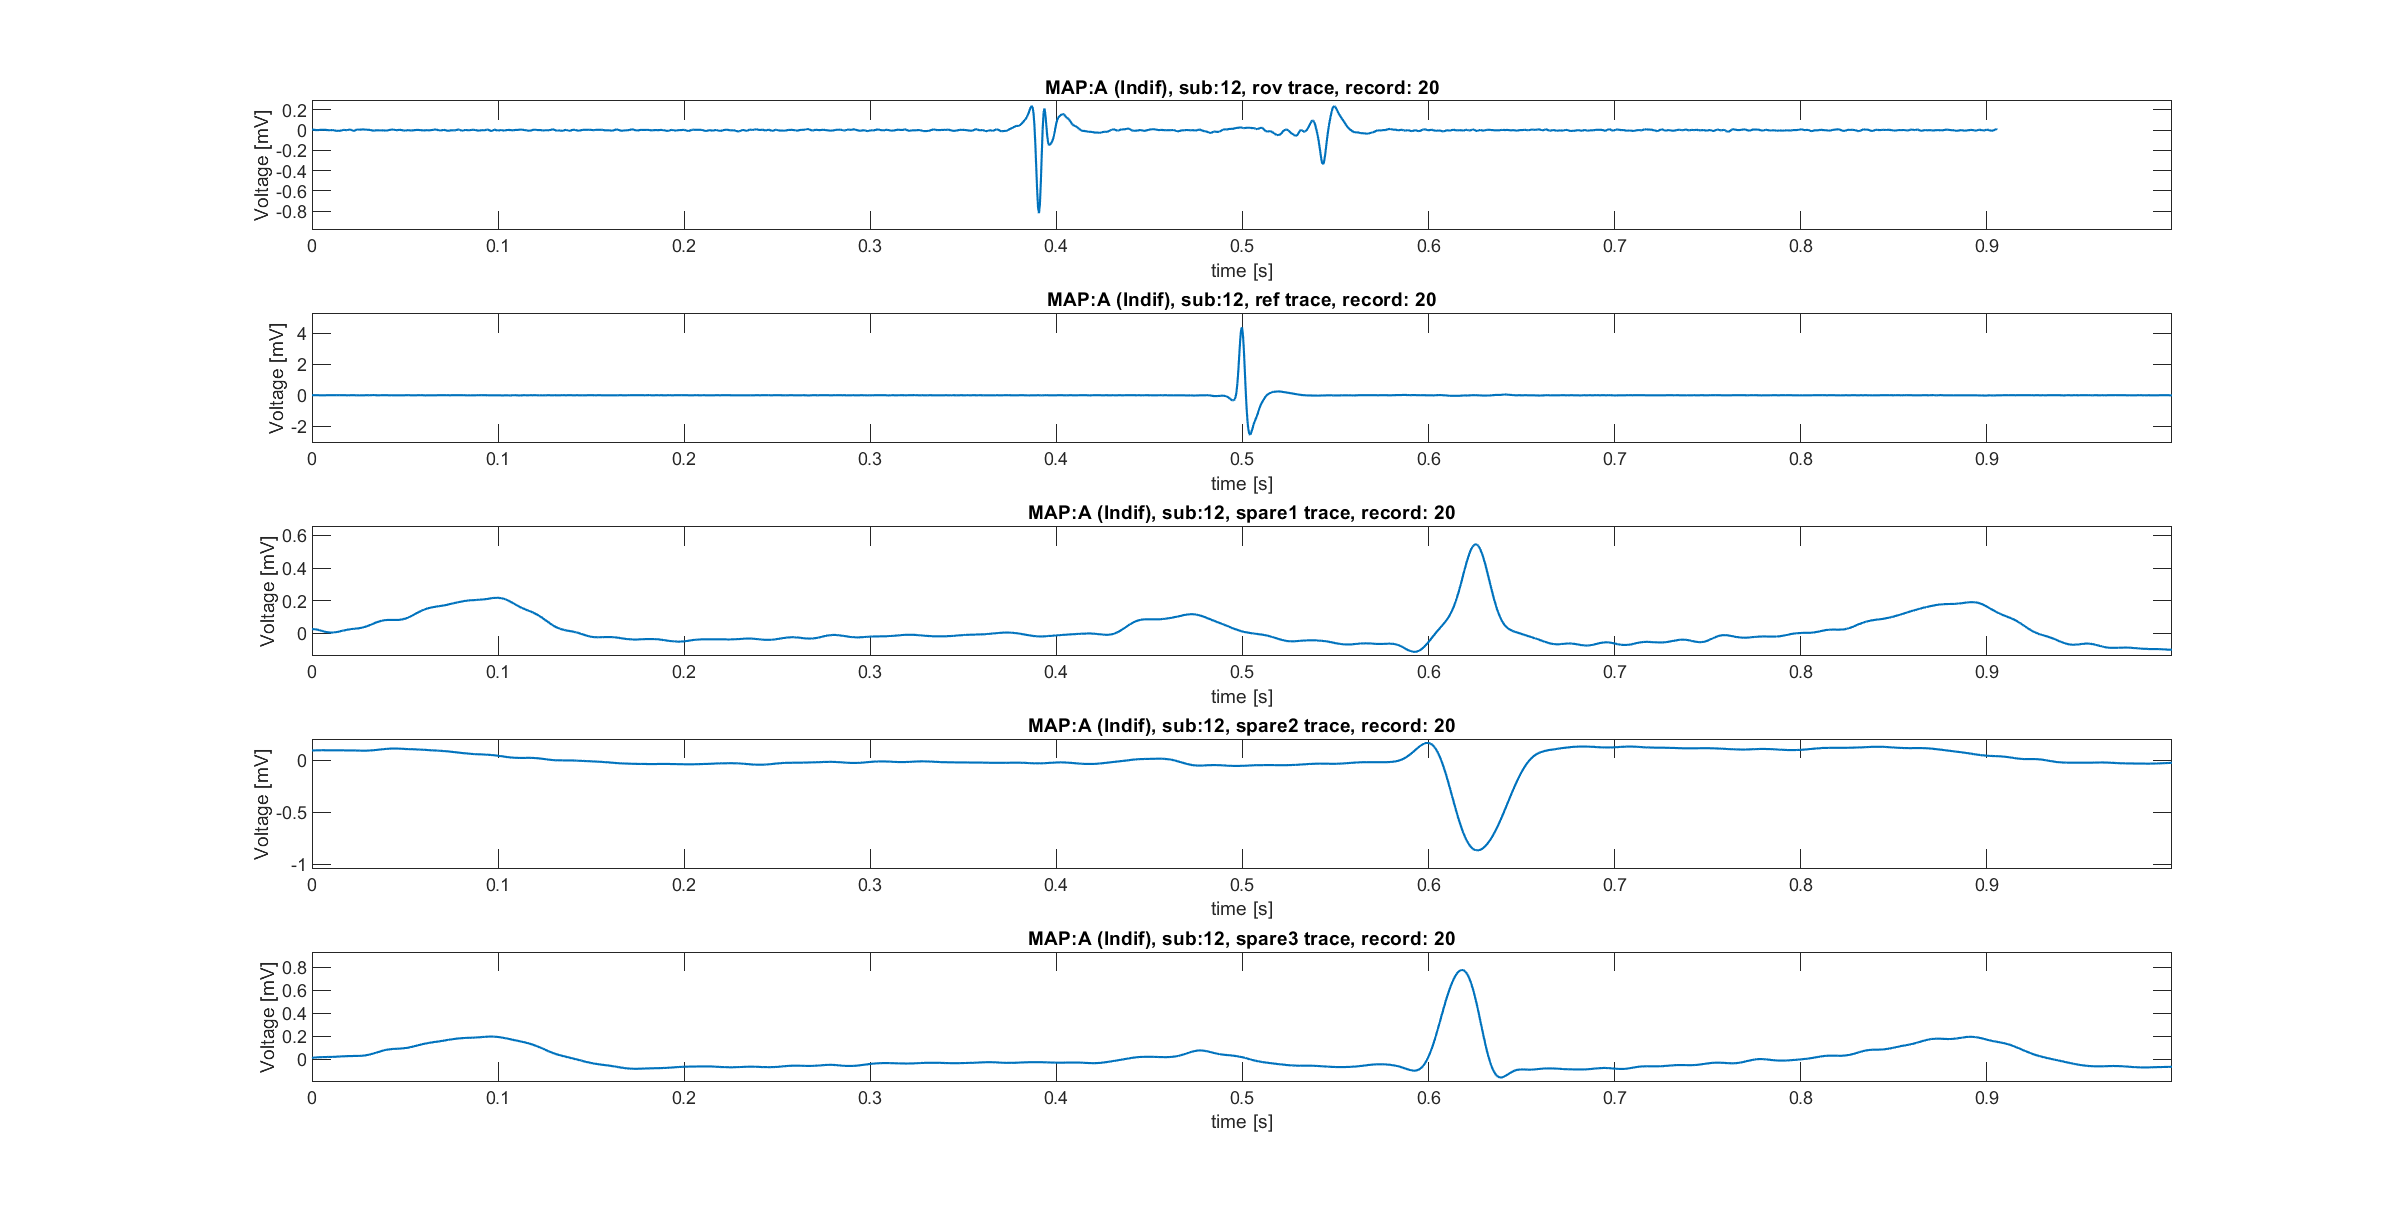 MAP:A (Indif), sub:12, rov trace, record: 20
Voltage [mV]
0.2
0
-0.2
-0.4
-0.6
-0.8
0 0.1 0.2 0.3 0.4 0.5 0.6 0.7 0.8 0.9
time [s]
MAP:A (Indif), sub:12, ref trace, record: 20
Voltage [mV]
4
2
0
-2
0 0.1 0.2 0.3 0.4 0.5 0.6 0.7 0.8 0.9
time [s]
MAP:A (Indif), sub:12, spare1 trace, record: 20
Voltage [mV]
0.6
0.4
0.2
0
0 0.1 0.2 0.3 0.4 0.5 0.6 0.7 0.8 0.9
time [s]
MAP:A (Indif), sub:12, spare2 trace, record: 20
Voltage [mV]
0
-0.5
-1
0 0.1 0.2 0.3 0.4 0.5 0.6 0.7 0.8 0.9
time [s]
MAP:A (Indif), sub:12, spare3 trace, record: 20
Voltage [mV]
0.8
0.6
0.4
0.2
0
0 0.1 0.2 0.3 0.4 0.5 0.6 0.7 0.8 0.9
time [s]